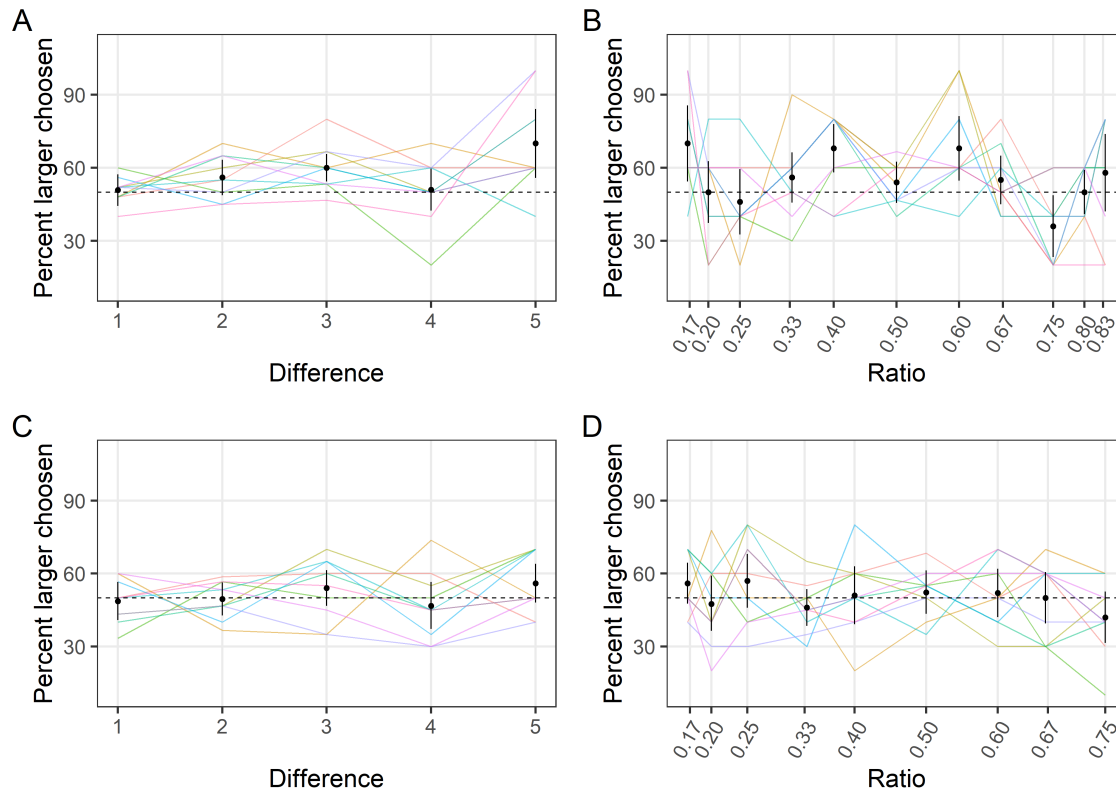 A
Percent larger choosen
90
60
30
1 2 3 4 5
Difference
B
Percent larger choosen
90
60
30
0.17 0.20 0.25 0.33 0.40 0.50 0.60 0.67 0.75 0.80 0.83
Ratio
C
Percent larger choosen
90
60
30
1 2 3 4 5
Difference
D
Percent larger choosen
90
60
30
0.17 0.20 0.25 0.33 0.40 0.50 0.60 0.67 0.75
Ratio